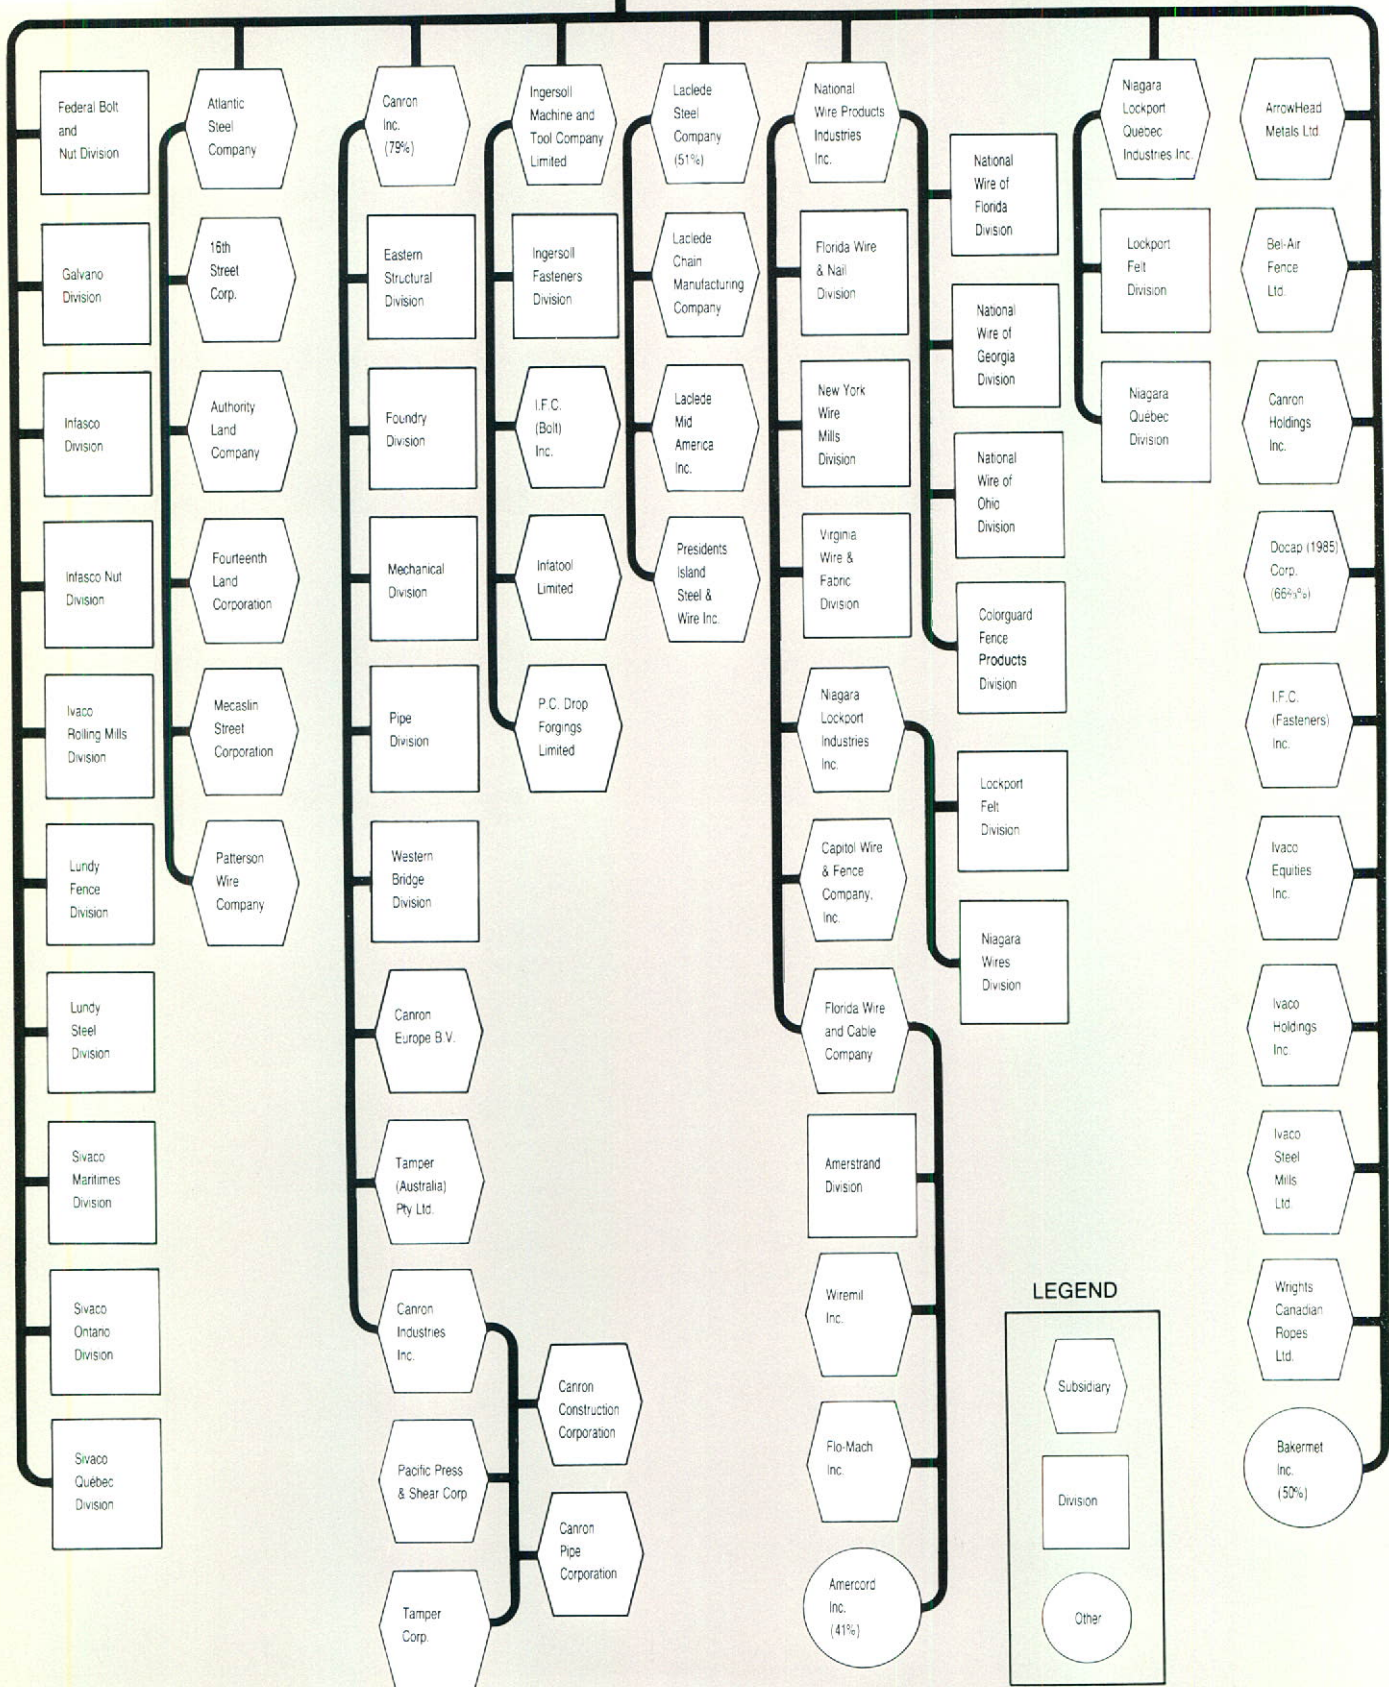 Federal Bolt
and
Nut Division
Galvano
Division
Infasco
Division
Infasco Nut
Division
Ivaco
Rolling Mills
Division
Lundy
Fence
Division
Lundy
Steel
Division
Sivaco
Maritimes
Division
Sivaco
Ontario
Division
Sivaco
Québec
Division
Atlantic
Steel
Company
16th
Street
Corp.
Authority
Land
Company
Fourteenth
Land
Corporation
Mecaslin
Street
Corporation
Patterson
Wire
Company
Canron
Inc.
(79%)
Eastern
Structural
Division
Foundry
Division
Mechanical
Division
Pipe
Division
Western
Bridge
Division
Canron
Europe B.V.
Tamper
(Australia)
Pty Ltd.
Canron
Industries
Inc.
Pacific Press
& Shear Corp
Tamper
Corp.
Canron
Construction
Corporation
Canron
Pipe
Corporation
Ingersoll
Machine and
Tool Company
Limited
Ingersoll
Fasteners
Division
I.F.C.
(Bolt)
Inc.
Infatool
Limited
P.C. Drop
Forgings
Limited
Laclede
Steel
Company
(51%)
Laclede
Chain
Manufacturing
Company
Laclede
Mid
America
Inc.
Presidents
Island
Steel &
Wire Inc.
National
Wire Products
Industries
Inc.
Florida Wire
& Nail
Division
New York
Wire
Mills
Division
Virginia
Wire &
Fabric
Division
Niagara
Lockport
Industries
Inc.
Capitol Wire
& Fence
Company,
Inc.
Florida Wire
and Cable
Company
Amerstrand
Division
Wiremil
Inc.
Flo-Mach
Inc.
Amercord
Inc.
(41%)
National
Wire of
Florida
Division
National
Wire of
Georgia
Division
National
Wire of
Ohio
Division
Colorguard
Fence
Products
Division
Lockport
Felt
Division
Niagara
Wires
Division
Niagara
Lockport
Quebec
Industries Inc.
Lockport
Felt
Division
Niagara
Québec
Division
ArrowHead
Metals Ltd.
Bel-Air
Fence
Ltd.
Canron
Holdings
Inc.
Docap (1985)
Corp.
(66⅔%)
I.F.C.
(Fasteners)
Inc.
Ivaco
Equities
Inc.
Ivaco
Holdings
Inc.
Ivaco
Steel
Mills
Ltd.
Wrights
Canadian
Ropes
Ltd.
Bakermet
Inc.
(50%)
LEGEND
Subsidiary
Division
Other